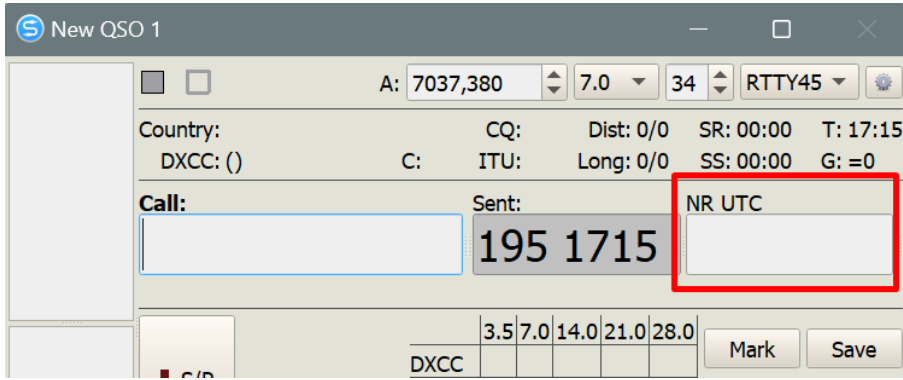 New QSO 1
A: 7037,380 7.0 34 RTTY45
Country: CQ: Dist: 0/0 SR: 00:00 T: 17:15
DXCC: () C: ITU: Long: 0/0 SS: 00:00 G: =0
Call: Sent: NR UTC
195 1715
3.5 7.0 14.0 21.0 28.0
Mark Save
DXCC